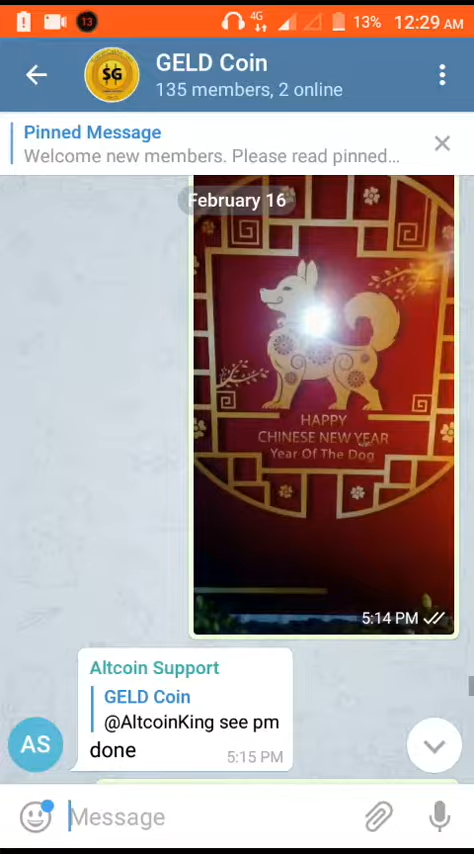 13
4G
13% 12:29 AM
SG
GELD Coin
135 members, 2 online
Pinned Message
Welcome new members. Please read pinned...
February 16
HAPPY
CHINESE NEW YEAR
Year Of The Dog
5:14 PM
Altcoin Support
GELD Coin
@AltcoinKing see pm
AS
done
5:15 PM
Message